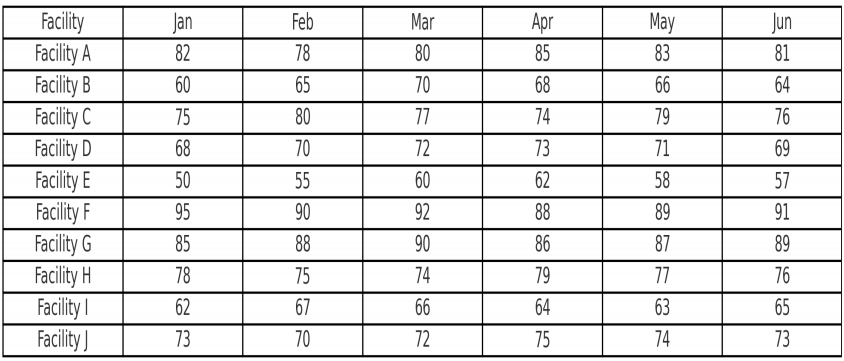 Facility Jan Feb Mar Apr May Jun
Facility A 82 78 80 85 83 81
Facility B 60 65 70 68 66 64
Facility C 75 80 77 74 79 76
Facility D 68 70 72 73 71 69
Facility E 50 55 60 62 58 57
Facility F 95 90 92 88 89 91
Facility G 85 88 90 86 87 89
Facility H 78 75 74 79 77 76
Facility I 62 67 66 64 63 65
Facility J 73 70 72 75 74 73